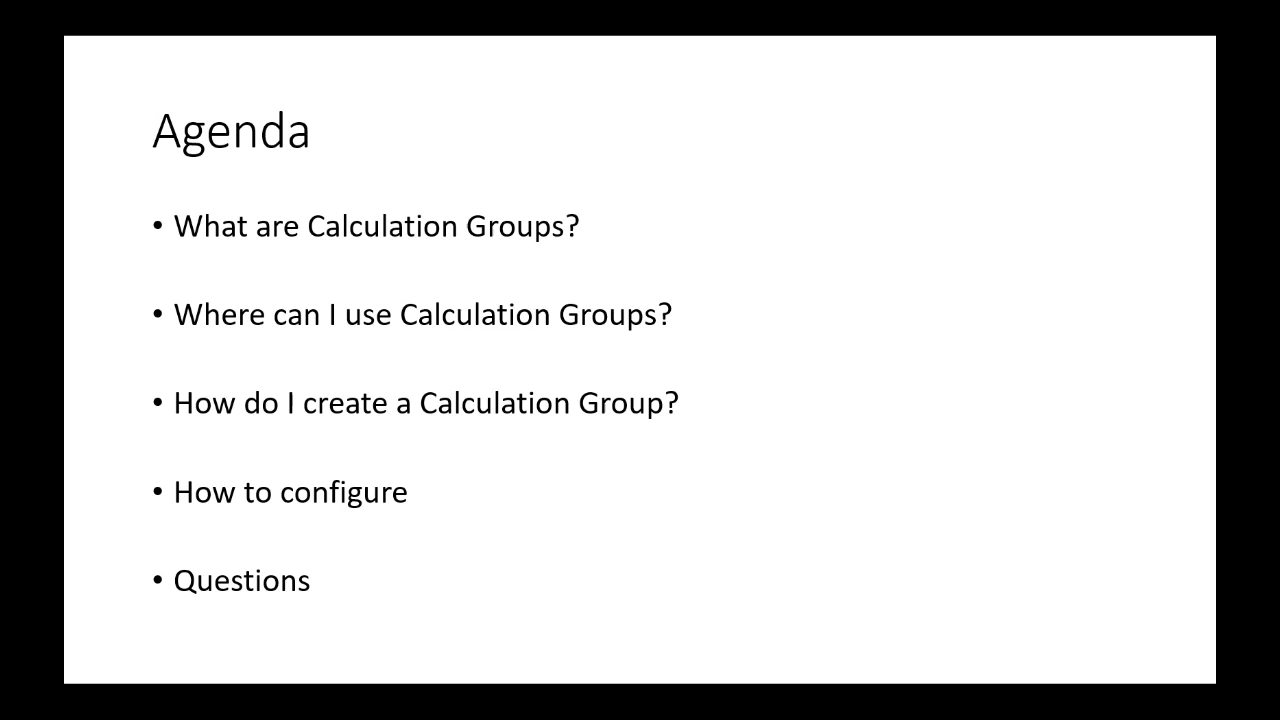 Agenda
• What are Calculation Groups?
• Where can I use Calculation Groups?
• How do I create a Calculation Group?
• How to configure
• Questions